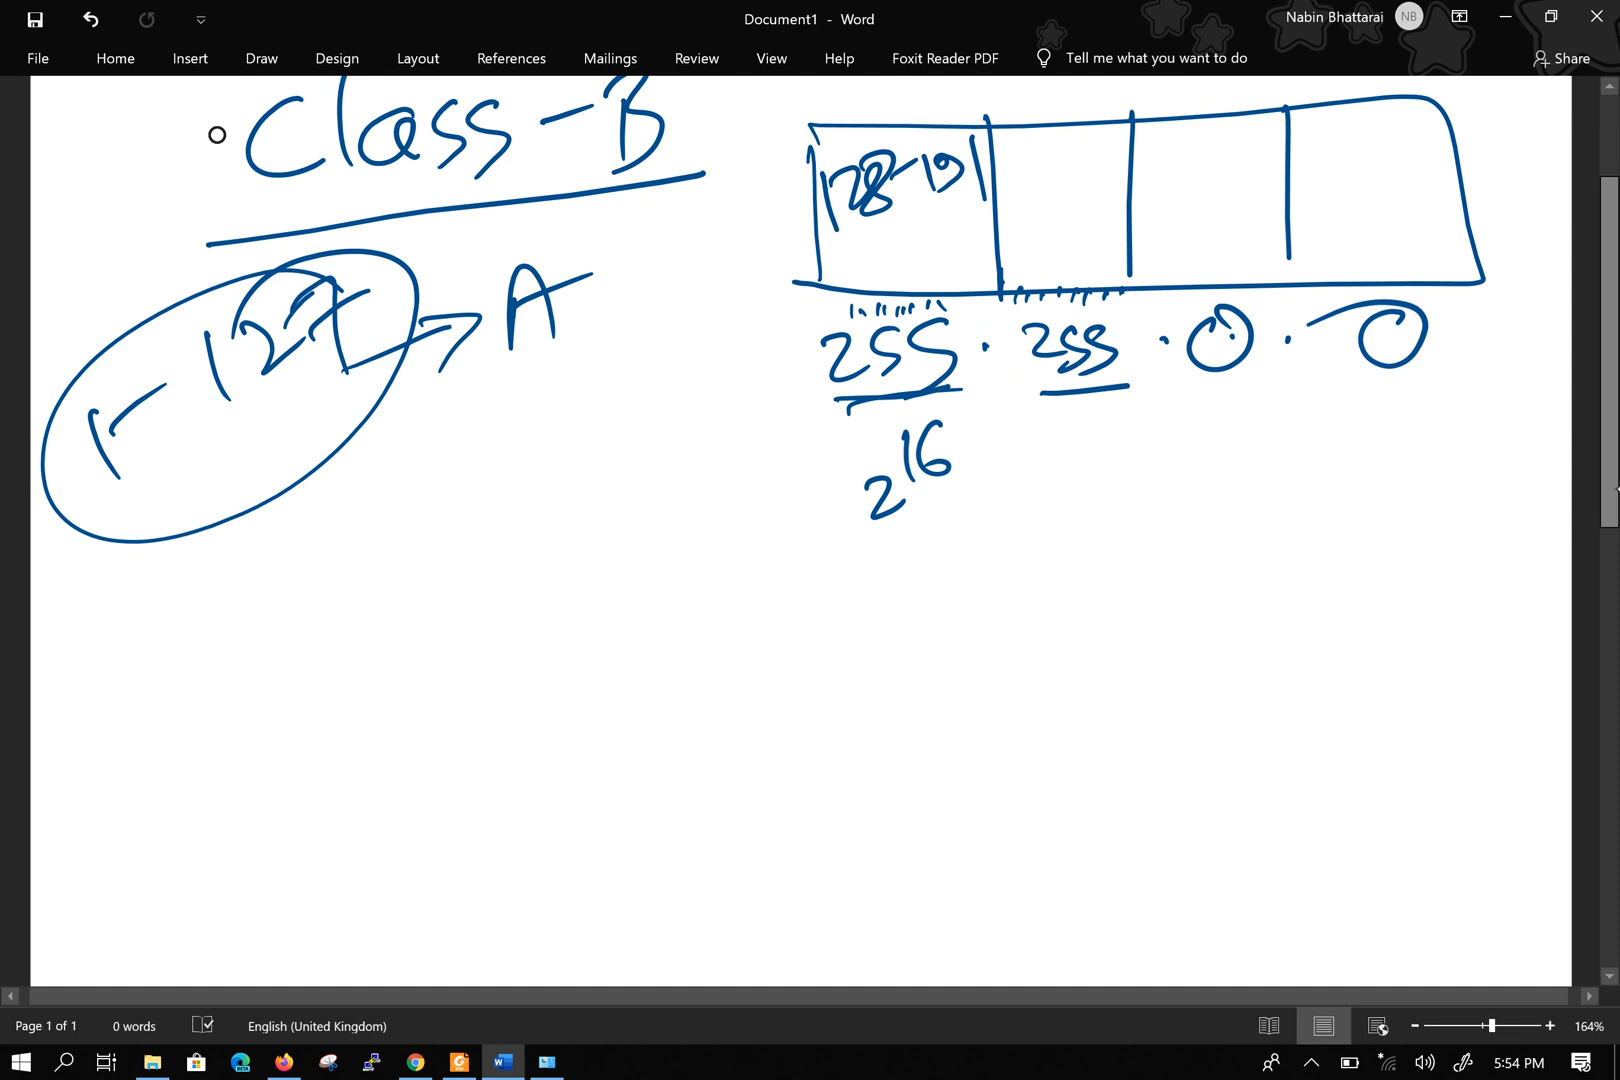 Document1 - Word
Nabin Bhattarai NB
File Home Insert Draw Design Layout References Mailings Review View Help Foxit Reader PDF Tell me what you want to do Share
Class-B
128-191
1-127 → A
255 . 255 . 0 . 0
2^16
Page 1 of 1 0 words English (United Kingdom) 164%
BETA
5:54 PM